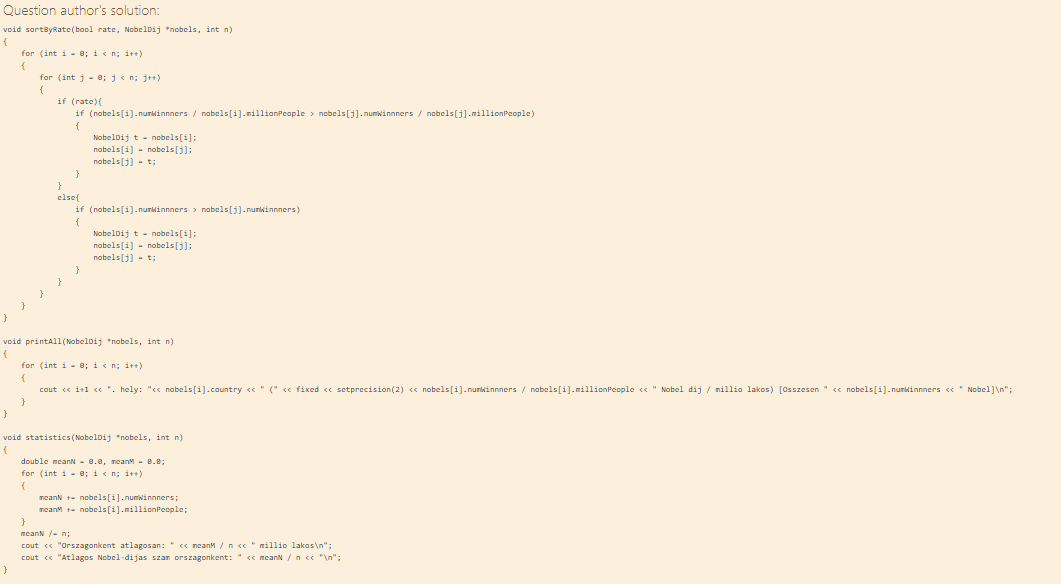 Question author's solution:
void sortByRate(bool rate, NobelDij *nobels, int n)
{
    for (int i = 0; i < n; i++)
    {
        for (int j = 0; j < n; j++)
        {
            if (rate){
                if (nobels[i].numWinnners / nobels[i].millionPeople > nobels[j].numWinnners / nobels[j].millionPeople)
                {
                    NobelDij t = nobels[i];
                    nobels[i] = nobels[j];
                    nobels[j] = t;
                }
            }
            else{
                if (nobels[i].numWinnners > nobels[j].numWinnners)
                {
                    NobelDij t = nobels[i];
                    nobels[i] = nobels[j];
                    nobels[j] = t;
                }
            }
        }
    }
}

void printAll(NobelDij *nobels, int n)
{
    for (int i = 0; i < n; i++)
    {
        cout << i+1 << ". hely: "<< nobels[i].country << " (" << fixed << setprecision(2) << nobels[i].numWinnners / nobels[i].millionPeople << " Nobel dij / millio lakos) [Osszesen " << nobels[i].numWinnners << " Nobel]\n";
    }
}

void statistics(NobelDij *nobels, int n)
{
    double meanN = 0.0, meanM = 0.0;
    for (int i = 0; i < n; i++)
    {
        meanN += nobels[i].numWinnners;
        meanM += nobels[i].millionPeople;
    }
    meanN /= n;
    cout << "Orszagonkent atlagosan: " << meanM / n << " millio lakos\n";
    cout << "Atlagos Nobel-dijas szam orszagonkent: " << meanN / n << "\n";
}